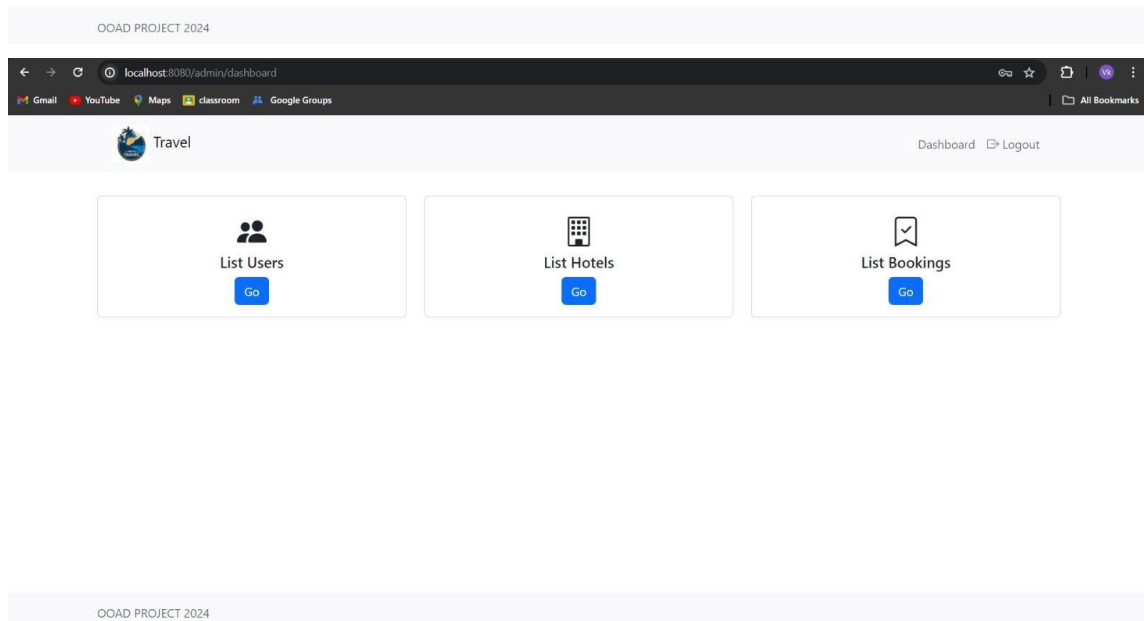 OOAD PROJECT 2024
localhost:8080/admin/dashboard
Vk
Gmail YouTube Maps classroom Google Groups All Bookmarks
Travel Dashboard Logout
List Users List Hotels List Bookings
Go Go Go
OOAD PROJECT 2024